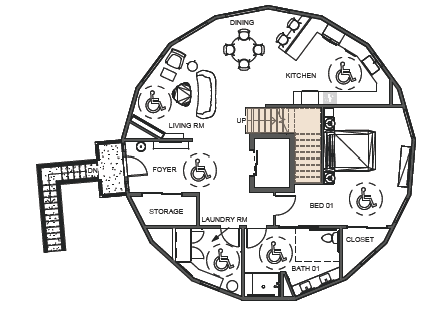 DINING
KITCHEN
LIVING RM
UP
FOYER
DN
BED 01
STORAGE
LAUNDRY RM
CLOSET
BATH 01